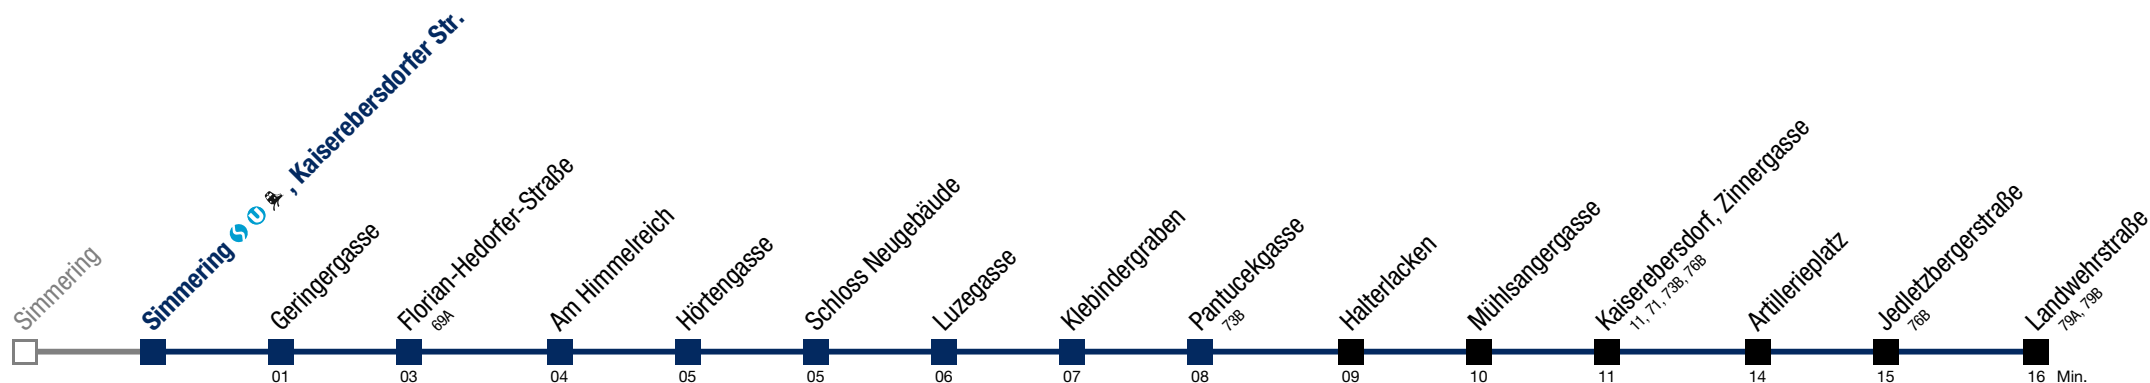 Simmering
Simmering S U , Kaiserebersdorfer Str.
Geringergasse
01
Florian-Hedorfer-Straße
69A
03
Am Himmelreich
04
Hörtengasse
05
Schloss Neugebäude
05
Luzegasse
06
Klebindergraben
07
Pantucekgasse
73B
08
Halterlacken
09
Mühlsangergasse
10
Kaiserebersdorf, Zinnergasse
11, 71, 73B, 76B
11
Artillerieplatz
14
Jedletzbergerstraße
76B
15
Landwehrstraße
79A, 79B
16 Min.